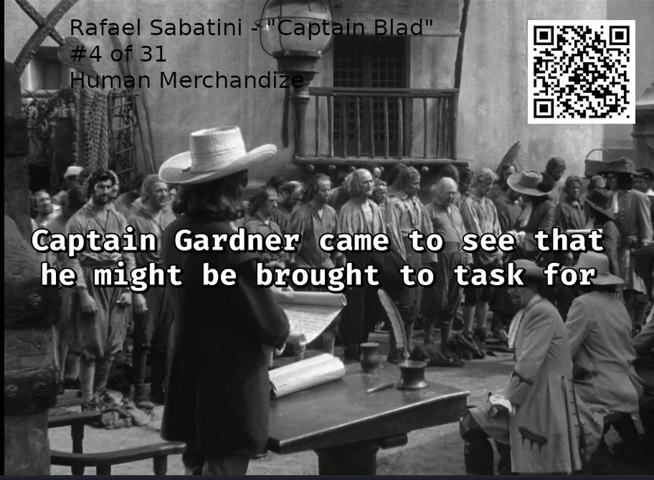 Rafael Sabatini - "Captain Blad"
#4 of 31
Human Merchandize
Captain Gardner came to see that
he might be brought to task for